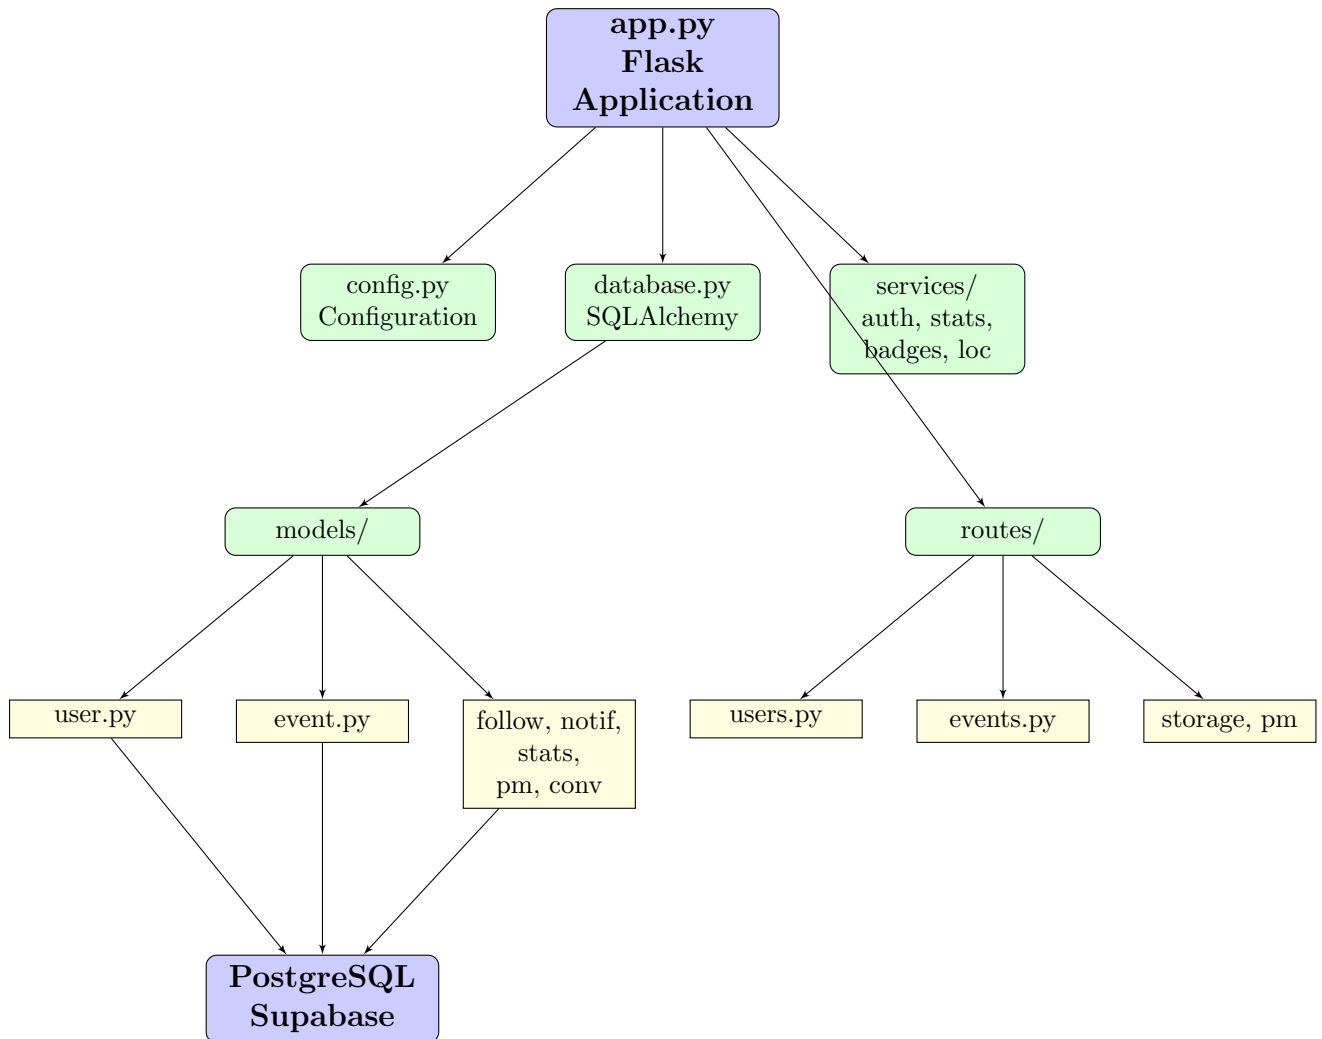 app.py
Flask
Application
config.py
Configuration
database.py
SQLAlchemy
services/
auth, stats,
badges, loc
models/
routes/
user.py
event.py
follow, notif,
stats,
pm, conv
users.py
events.py
storage, pm
PostgreSQL
Supabase